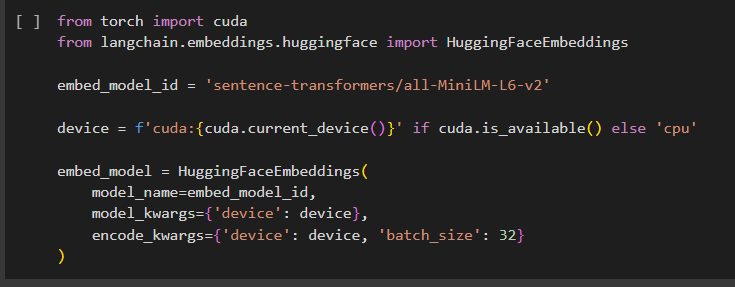 [ ] from torch import cuda
from langchain.embeddings.huggingface import HuggingFaceEmbeddings
embed_model_id = 'sentence-transformers/all-MiniLM-L6-v2'
device = f'cuda:{cuda.current_device()}' if cuda.is_available() else 'cpu'
embed_model = HuggingFaceEmbeddings(
    model_name=embed_model_id,
    model_kwargs={'device': device},
    encode_kwargs={'device': device, 'batch_size': 32}
)